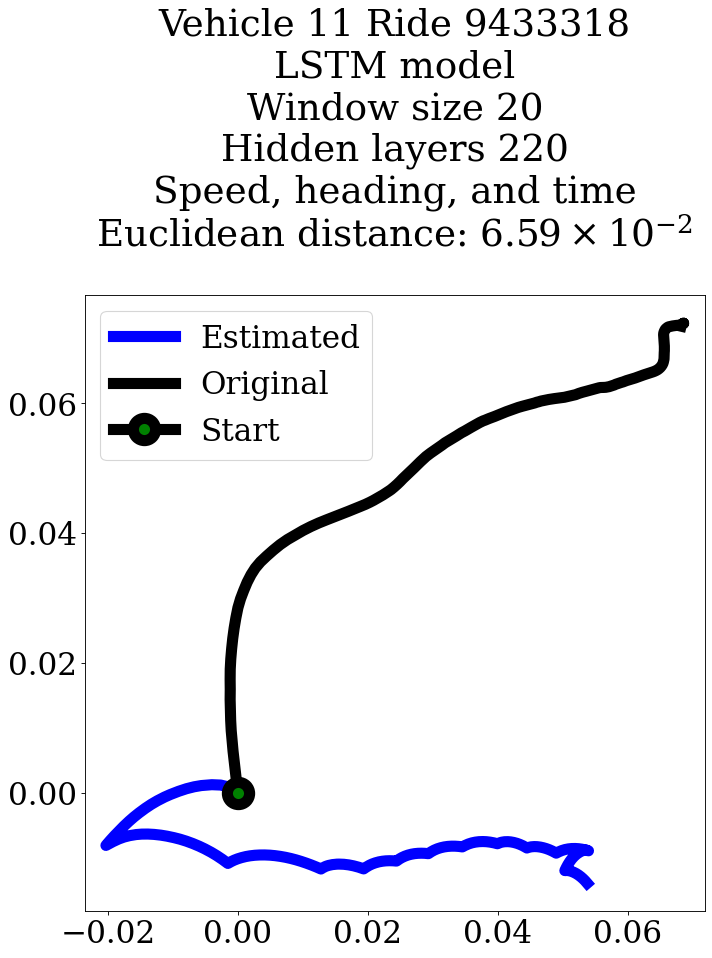 Vehicle 11 Ride 9433318
LSTM model
Window size 20
Hidden layers 220
Speed, heading, and time
Euclidean distance: 6.59 × 10⁻²
Estimated
Original
Start
0.06
0.04
0.02
0.00
−0.02 0.00 0.02 0.04 0.06